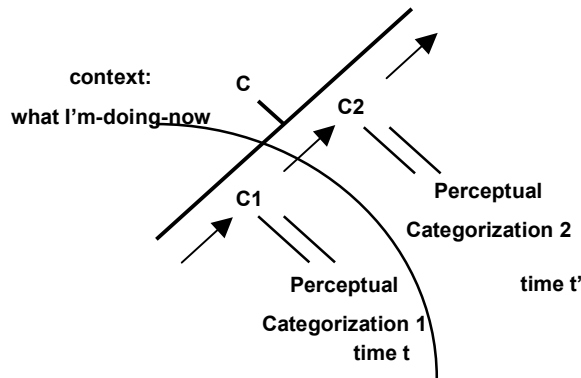 context:
what I'm-doing-now
C
C2
C1
Perceptual
Categorization 2
time t'
Perceptual
Categorization 1
time t